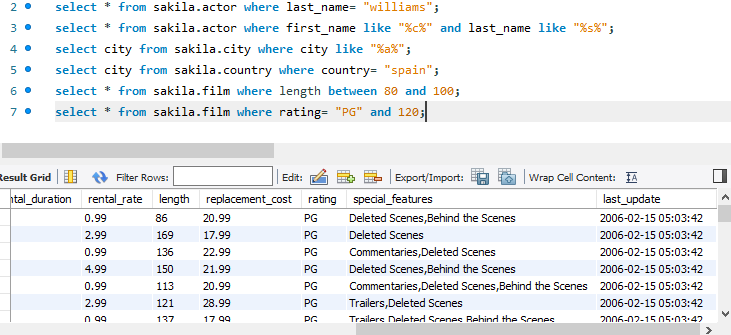 2 select * from sakila.actor where last_name= "williams";
3 select * from sakila.actor where first_name like "%c%" and last_name like "%s%";
4 select city from sakila.city where city like "%a%";
5 select city from sakila.country where country= "spain";
6 select * from sakila.film where length between 80 and 100;
7 select * from sakila.film where rating= "PG" and 120;
Result Grid Filter Rows: Edit: Export/Import: Wrap Cell Content: IA
ntal_duration rental_rate length replacement_cost rating special_features last_update
0.99 86 20.99 PG Deleted Scenes,Behind the Scenes 2006-02-15 05:03:42
2.99 169 17.99 PG Deleted Scenes 2006-02-15 05:03:42
0.99 136 22.99 PG Commentaries,Deleted Scenes 2006-02-15 05:03:42
4.99 150 21.99 PG Deleted Scenes,Behind the Scenes 2006-02-15 05:03:42
0.99 113 20.99 PG Commentaries,Deleted Scenes,Behind the Scenes 2006-02-15 05:03:42
2.99 121 28.99 PG Trailers,Deleted Scenes 2006-02-15 05:03:42
0.99 137 17.99 PG Trailers,Deleted Scenes,Behind the Scenes 2006-02-15 05:03:42